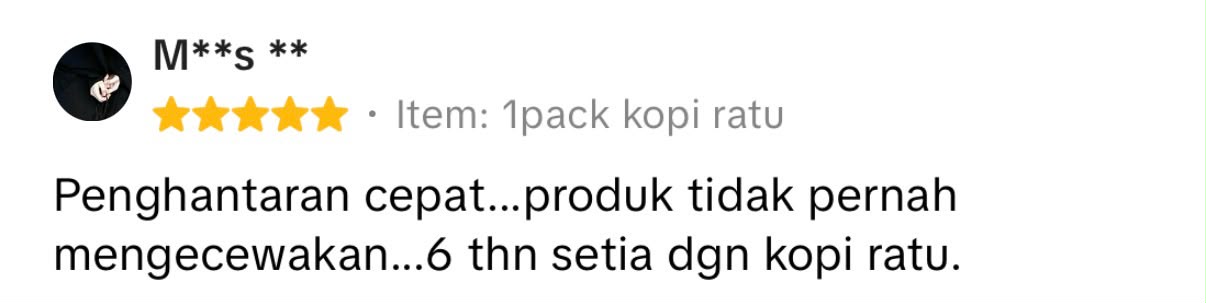 M**s **
⭐⭐⭐⭐⭐ · Item: 1pack kopi ratu
Penghantaran cepat...produk tidak pernah
mengecewakan...6 thn setia dgn kopi ratu.